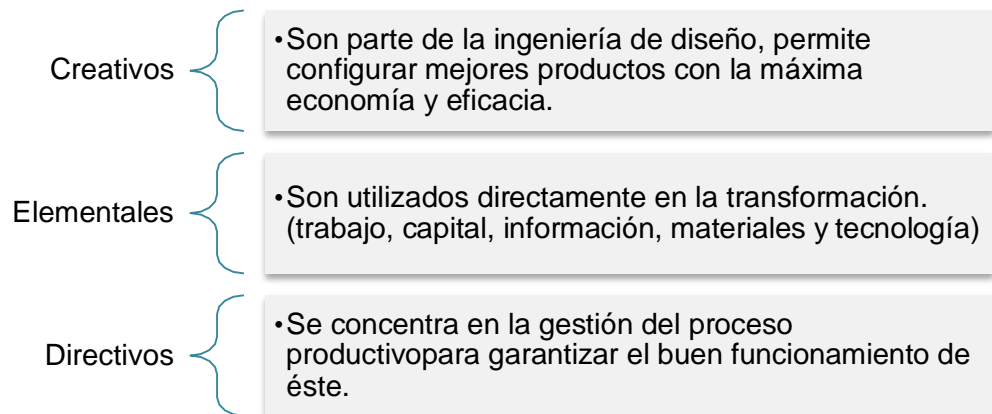 Creativos
•Son parte de la ingeniería de diseño, permite
configurar mejores productos con la máxima
economía y eficacia.
Elementales
•Son utilizados directamente en la transformación.
(trabajo, capital, información, materiales y tecnología)
Directivos
•Se concentra en la gestión del proceso
productivopara garantizar el buen funcionamiento de
éste.